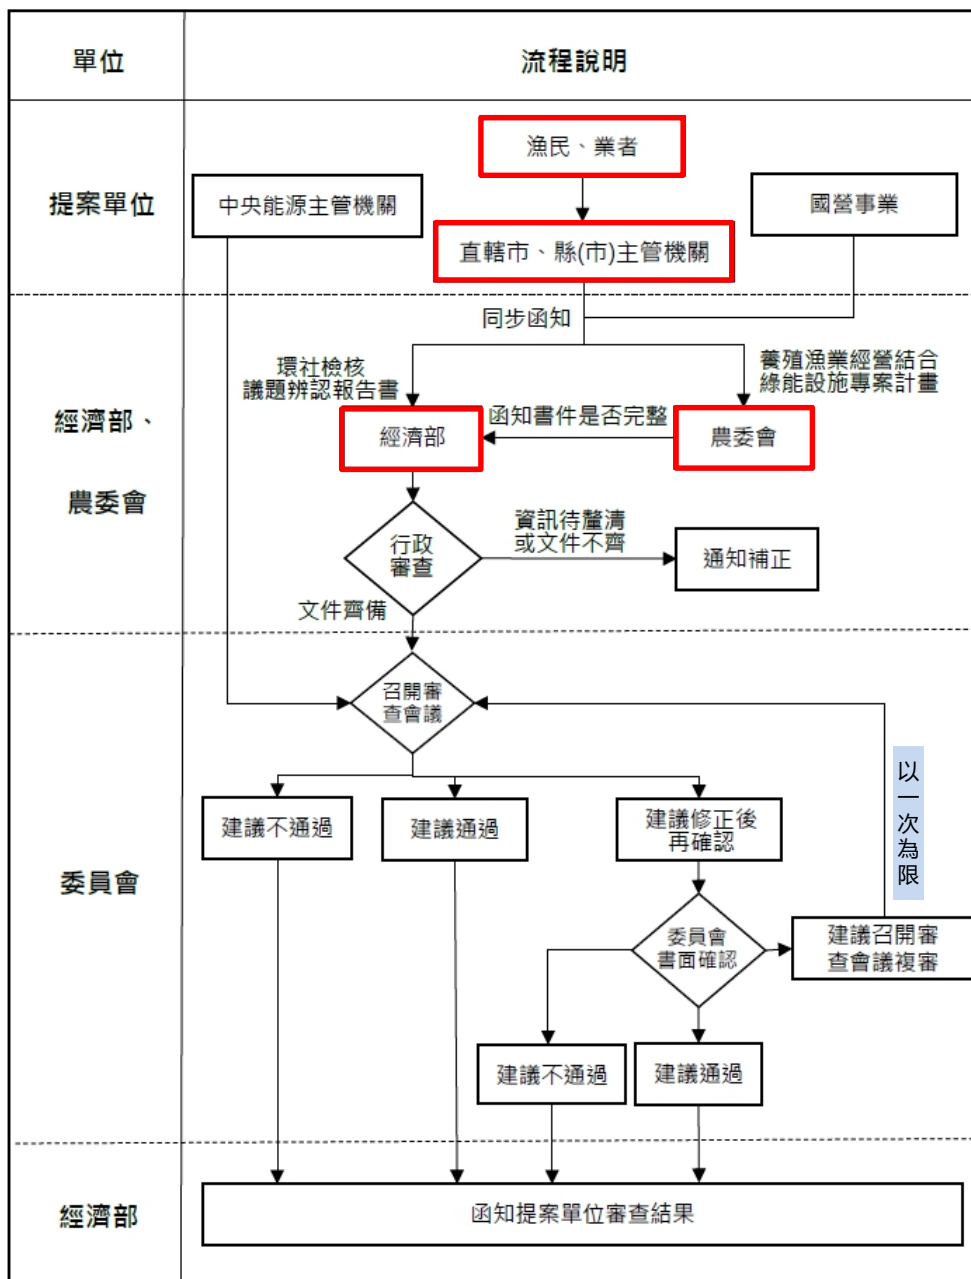 單位
流程說明
提案單位
漁民、業者
中央能源主管機關
國營事業
直轄市、縣(市)主管機關
同步函知
環社檢核
議題辨認報告書
養殖漁業經營結合
綠能設施專案計畫
經濟部、
農委會
經濟部
函知書件是否完整
農委會
行政
審查
資訊待釐清
或文件不齊
通知補正
文件齊備
委員會
召開審
查會議
以一次為限
建議不通過
建議通過
建議修正後
再確認
委員會
書面確認
建議召開審
查會議複審
建議不通過
建議通過
經濟部
函知提案單位審查結果